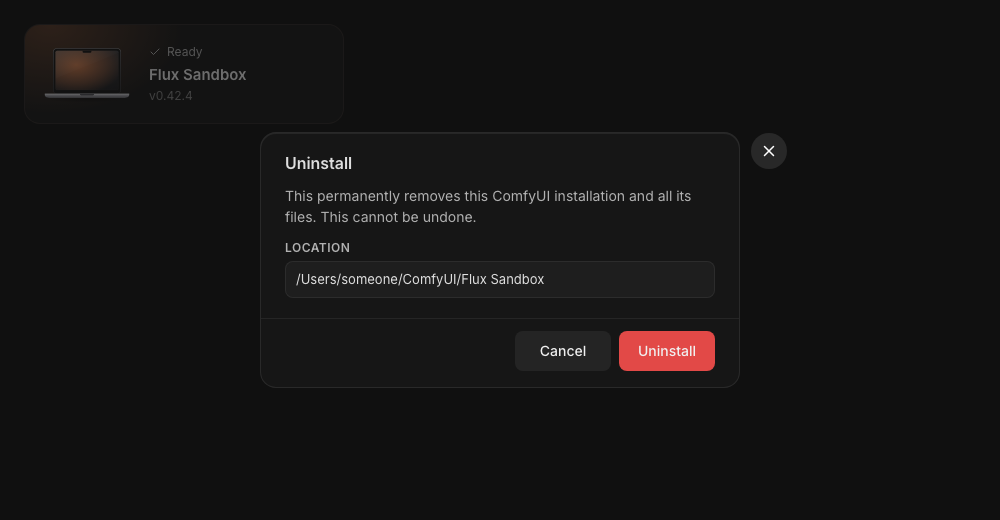 Ready
Flux Sandbox
v0.42.4
Uninstall
This permanently removes this ComfyUI installation and all its
files. This cannot be undone.
LOCATION
/Users/someone/ComfyUI/Flux Sandbox
Cancel
Uninstall